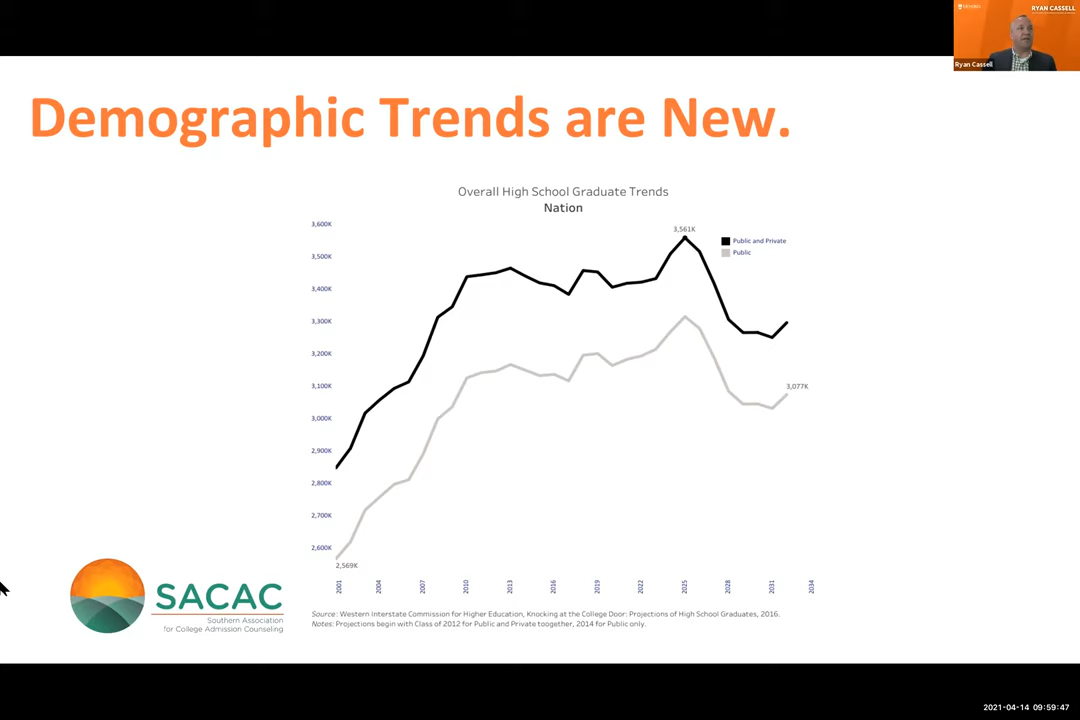 RYAN CASSELL
Ryan Cassell
Demographic Trends are New.
Overall High School Graduate Trends
Nation
3,600K
3,500K
3,400K
3,300K
3,200K
3,100K
3,000K
2,900K
2,800K
2,700K
2,600K
3,561K
Public and Private
Public
3,077K
2,569K
2001
2004
2007
2010
2013
2016
2019
2022
2025
2028
2031
2034
Source: Western Interstate Commission for Higher Education, Knocking at the College Door: Projections of High School Graduates, 2016.
Notes: Projections begin with Class of 2012 for Public and Private together, 2014 for Public only.
SACAC
Southern Association
for College Admission Counseling
2021-04-14 09:59:47